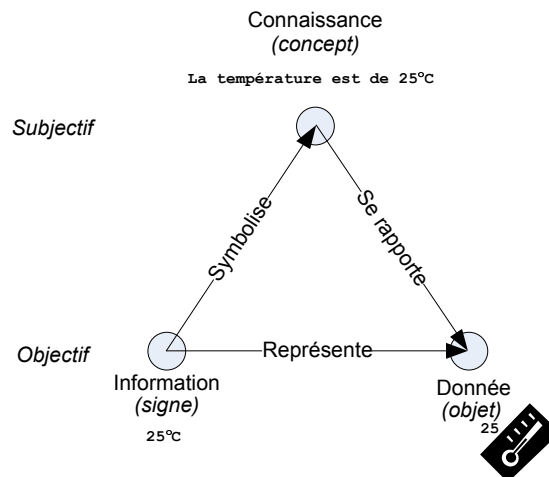 Connaissance
(concept)
La température est de 25°C
Subjectif
Symbolise
Se rapporte
Objectif
Représente
Information
(signe)
25°C
Donnée
(objet)
25